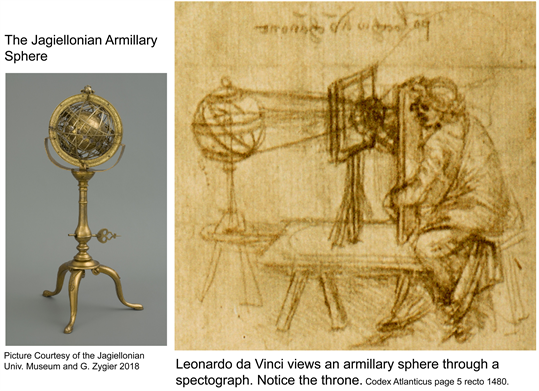 The Jagiellonian Armillary
Sphere
Picture Courtesy of the Jagiellonian
Univ. Museum and G. Zygier 2018
Leonardo da Vinci views an armillary sphere through a
spectograph. Notice the throne. Codex Atlanticus page 5 recto 1480.